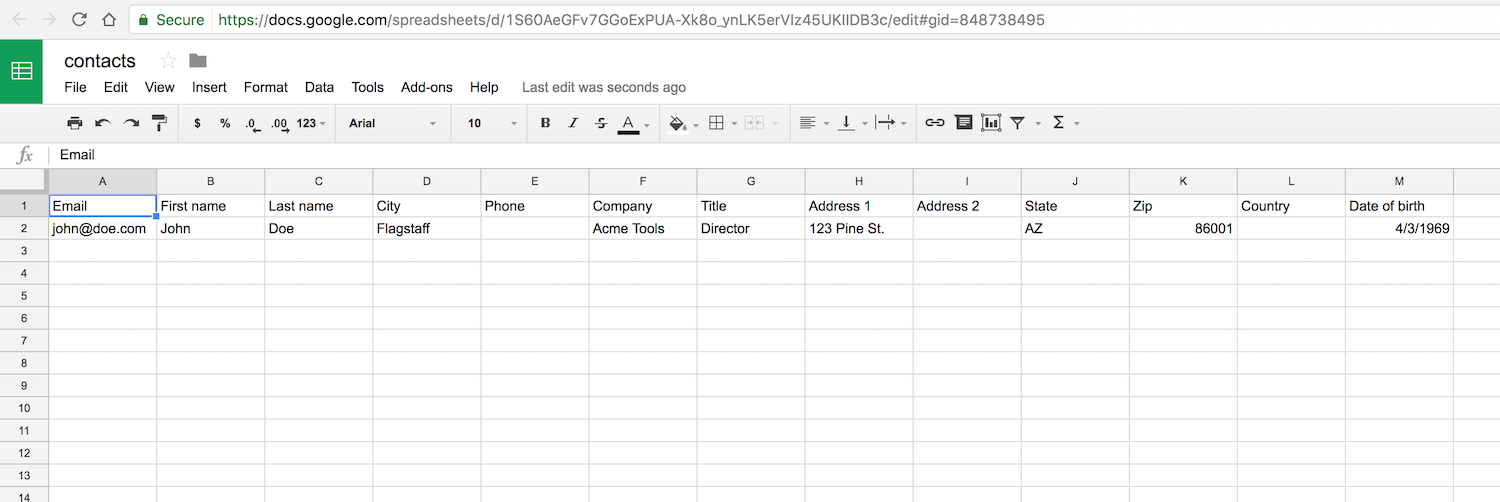 Secure https://docs.google.com/spreadsheets/d/1S60AeGFv7GGoExPUA-Xk8o_ynLK5erVIz45UKIIDB3c/edit#gid=848738495
contacts
File Edit View Insert Format Data Tools Add-ons Help Last edit was seconds ago
$ % .0 .00 123 Arial 10 B I S A Σ
fx Email
A B C D E F G H I J K L M
1 Email First name Last name City Phone Company Title Address 1 Address 2 State Zip Country Date of birth
2 john@doe.com John Doe Flagstaff Acme Tools Director 123 Pine St. AZ 86001 4/3/1969
3
4
5
6
7
8
9
10
11
12
13
14